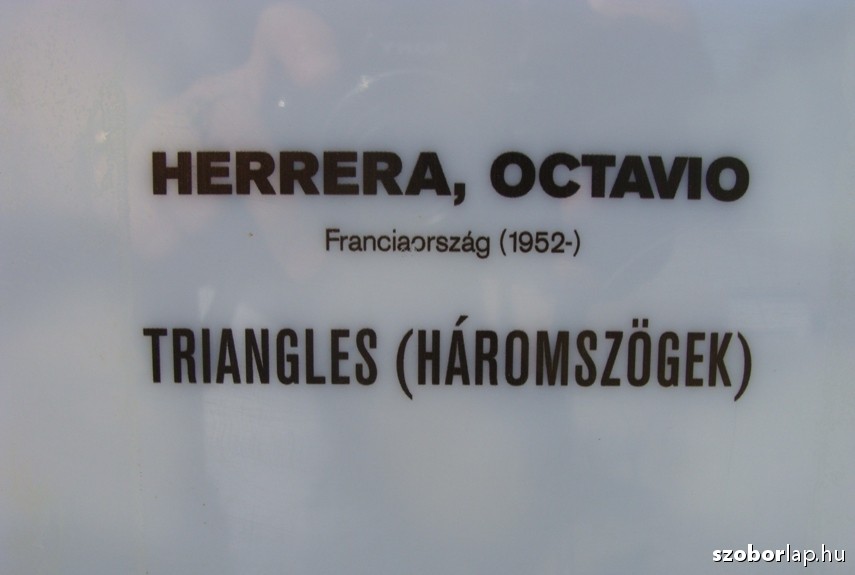 HERRERA, OCTAVIO
Franciaország (1952-)
TRIANGLES (HÁROMSZÖGEK)
szoborlap.hu